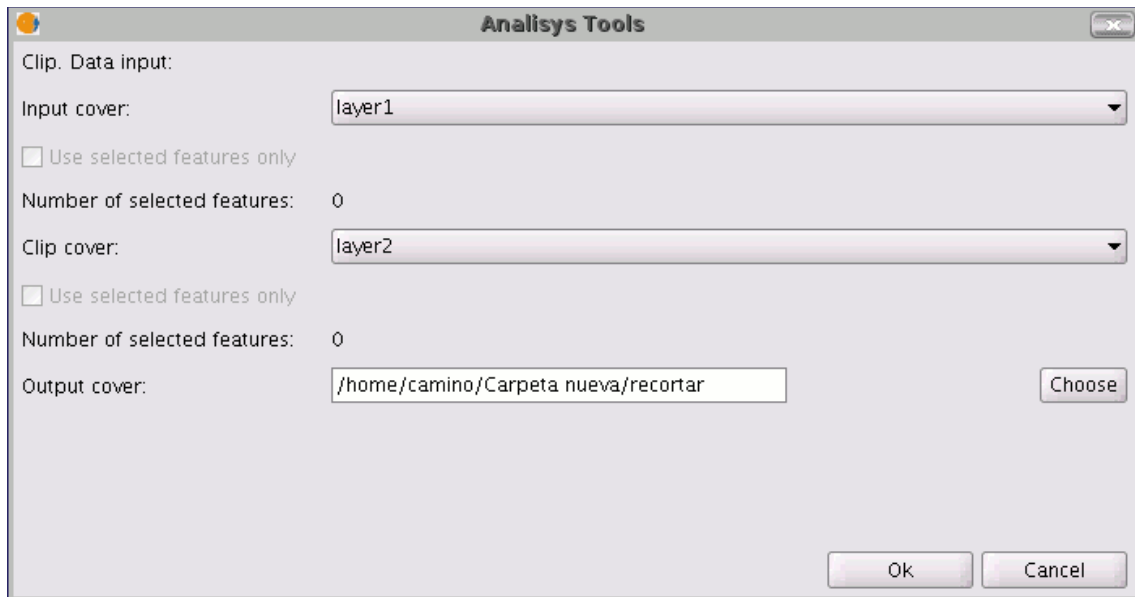 Analisys Tools
Clip. Data input:
Input cover: layer1
Use selected features only
Number of selected features: 0
Clip cover: layer2
Use selected features only
Number of selected features: 0
Output cover: /home/camino/Carpeta nueva/recortar Choose
Ok Cancel